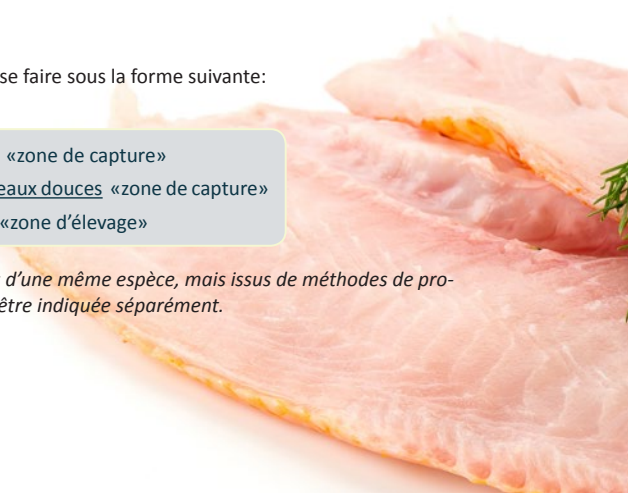 se faire sous la forme suivante:
«zone de capture»
eaux douces «zone de capture»
«zone d’élevage»
d’une même espèce, mais issus de méthodes de pro-
être indiquée séparément.